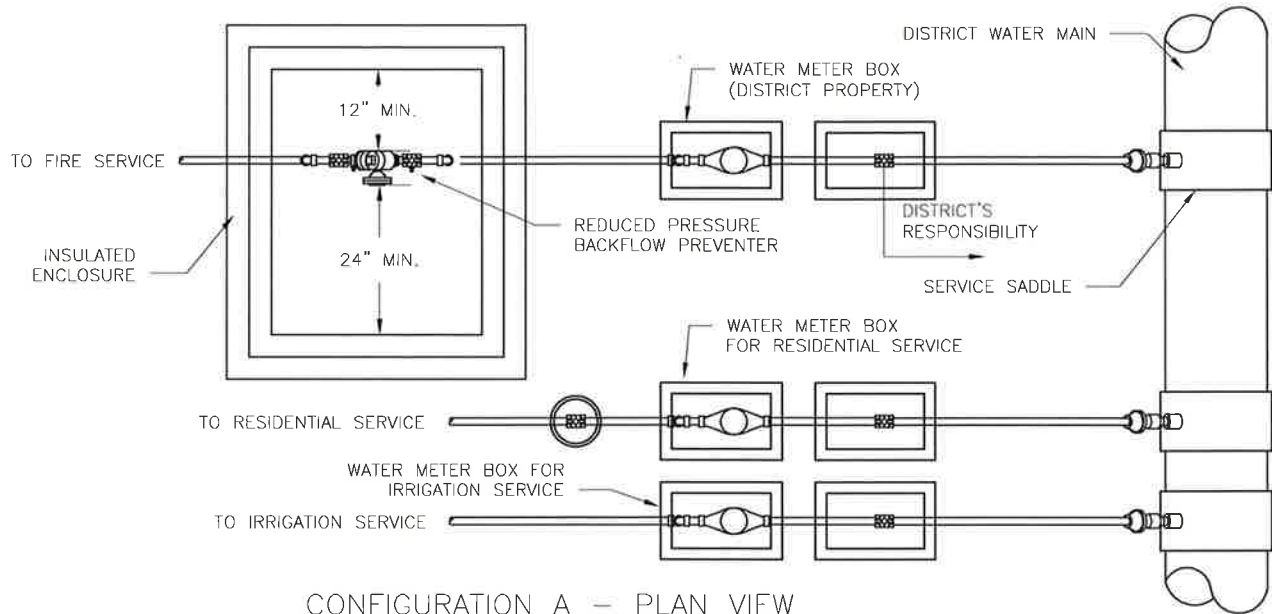 DISTRICT WATER MAIN
WATER METER BOX
(DISTRICT PROPERTY)
12" MIN.
TO FIRE SERVICE
REDUCED PRESSURE
BACKFLOW PREVENTER
DISTRICT'S
RESPONSIBILITY
INSULATED
ENCLOSURE
24" MIN.
SERVICE SADDLE
WATER METER BOX
FOR RESIDENTIAL SERVICE
TO RESIDENTIAL SERVICE
WATER METER BOX FOR
IRRIGATION SERVICE
TO IRRIGATION SERVICE
CONFIGURATION A – PLAN VIEW